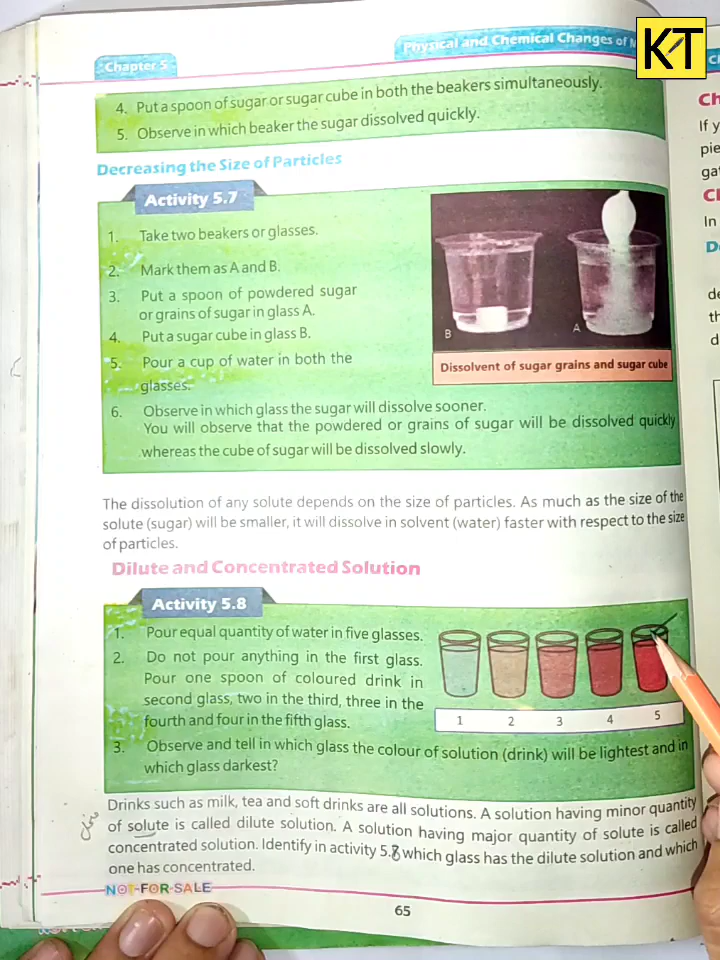 KT
Chapter 5
Physical and Chemical Changes of
4. Put a spoon of sugar or sugar cube in both the beakers simultaneously.
5. Observe in which beaker the sugar dissolved quickly.
Decreasing the Size of Particles
Activity 5.7
1. Take two beakers or glasses.
2. Mark them as A and B.
3. Put a spoon of powdered sugar
or grains of sugar in glass A.
4. Put a sugar cube in glass B.
5. Pour a cup of water in both the
glasses.
B
A
Dissolvent of sugar grains and sugar cube
6. Observe in which glass the sugar will dissolve sooner.
You will observe that the powdered or grains of sugar will be dissolved quickly
whereas the cube of sugar will be dissolved slowly.
The dissolution of any solute depends on the size of particles. As much as the size of the
solute (sugar) will be smaller, it will dissolve in solvent (water) faster with respect to the size
of particles.
Dilute and Concentrated Solution
Activity 5.8
1. Pour equal quantity of water in five glasses.
2. Do not pour anything in the first glass.
Pour one spoon of coloured drink in
second glass, two in the third, three in the
fourth and four in the fifth glass.
1 2 3 4 5
3. Observe and tell in which glass the colour of solution (drink) will be lightest and in
which glass darkest?
Drinks such as milk, tea and soft drinks are all solutions. A solution having minor quantity
of solute is called dilute solution. A solution having major quantity of solute is called
concentrated solution. Identify in activity 5.8 which glass has the dilute solution and which
one has concentrated.
NOT-FOR-SALE
65
Ch
If y
pie
ga
In
de
th
d